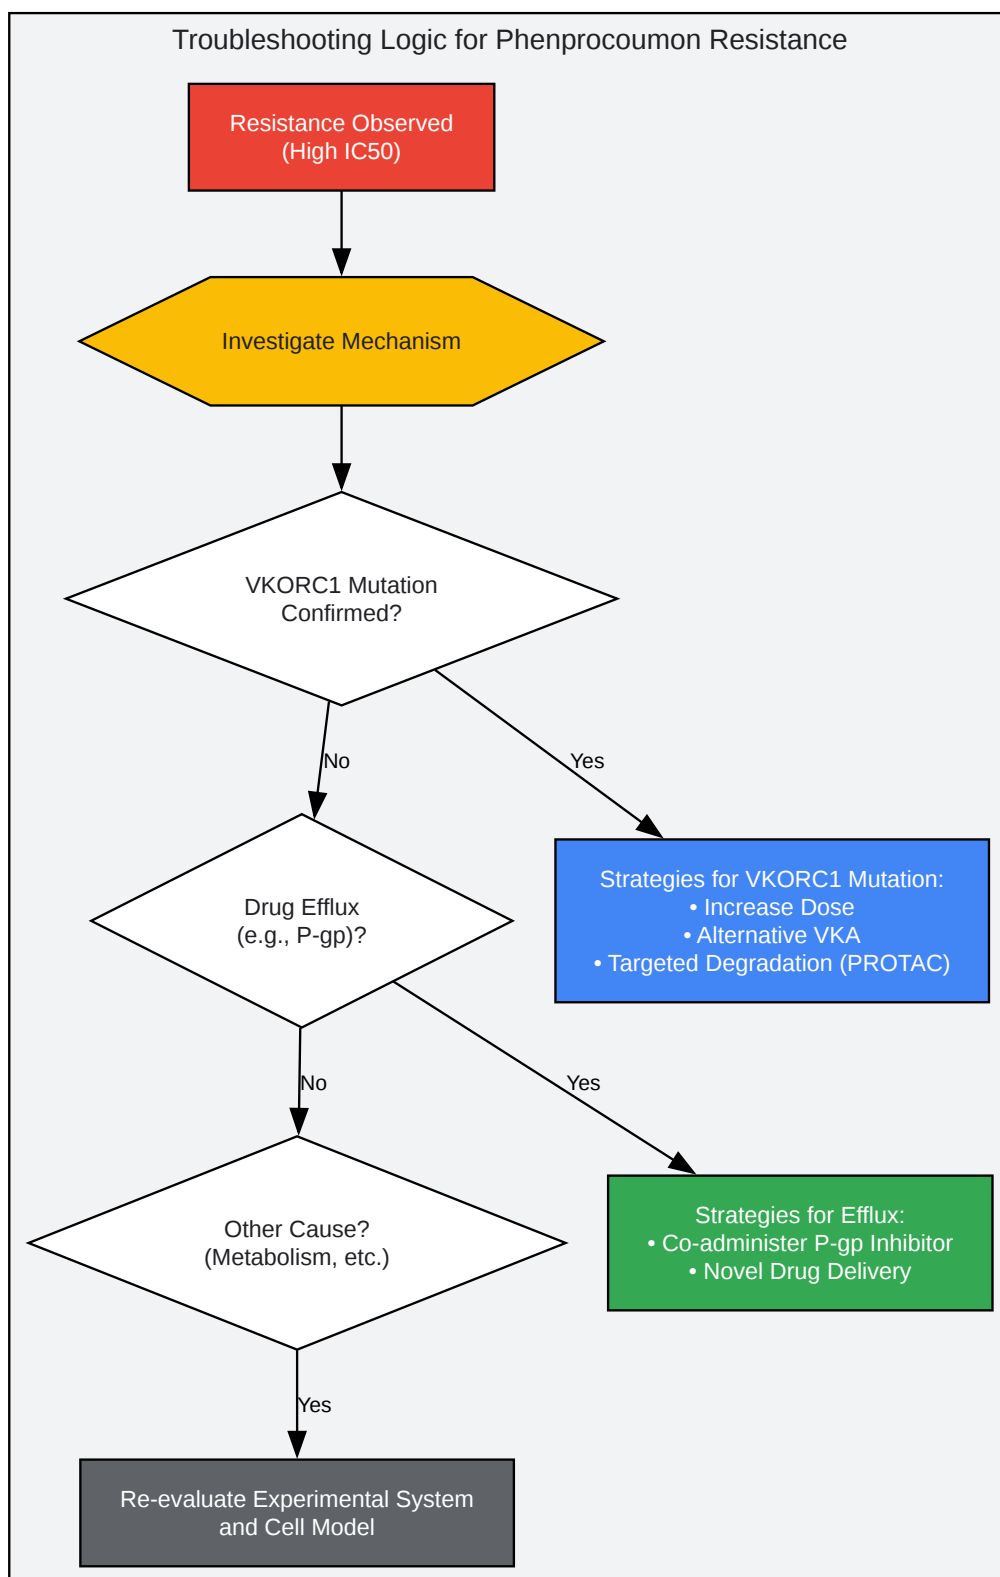 Troubleshooting Logic for Phenprocoumon Resistance
Resistance Observed
(High IC50)
Investigate Mechanism
VKORC1 Mutation
Confirmed?
No
Yes
Drug Efflux
(e.g., P-gp)?
Strategies for VKORC1 Mutation:
• Increase Dose
• Alternative VKA
• Targeted Degradation (PROTAC)
No
Yes
Other Cause?
(Metabolism, etc.)
Strategies for Efflux:
• Co-administer P-gp Inhibitor
• Novel Drug Delivery
Yes
Re-evaluate Experimental System
and Cell Model